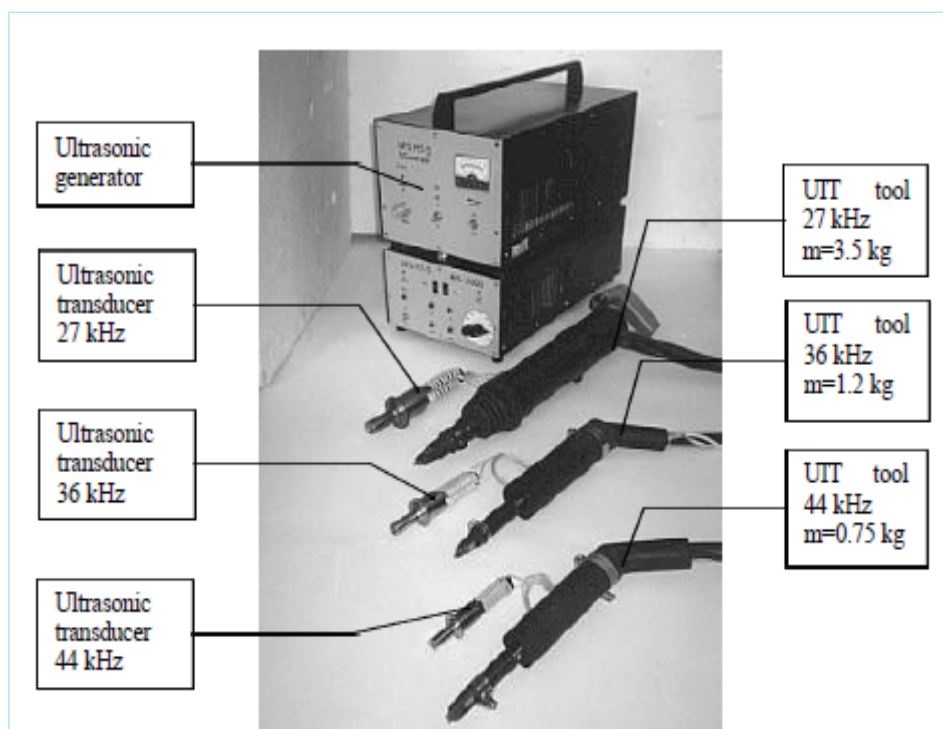 Ultrasonic
generator
Ultrasonic
transducer
27 kHz
Ultrasonic
transducer
36 kHz
Ultrasonic
transducer
44 kHz
UIT tool
27 kHz
m=3.5 kg
UIT tool
36 kHz
m=1.2 kg
UIT tool
44 kHz
m=0.75 kg